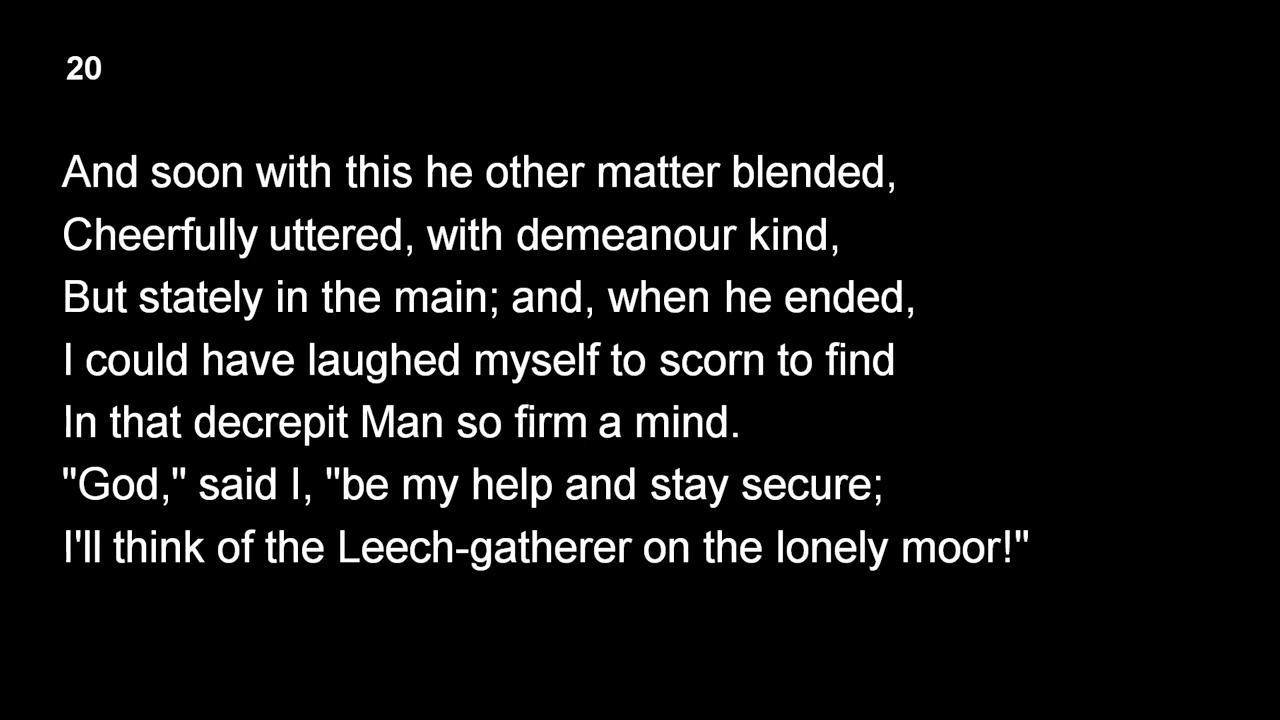 20
And soon with this he other matter blended,
Cheerfully uttered, with demeanour kind,
But stately in the main; and, when he ended,
I could have laughed myself to scorn to find
In that decrepit Man so firm a mind.
"God," said I, "be my help and stay secure;
I'll think of the Leech-gatherer on the lonely moor!"